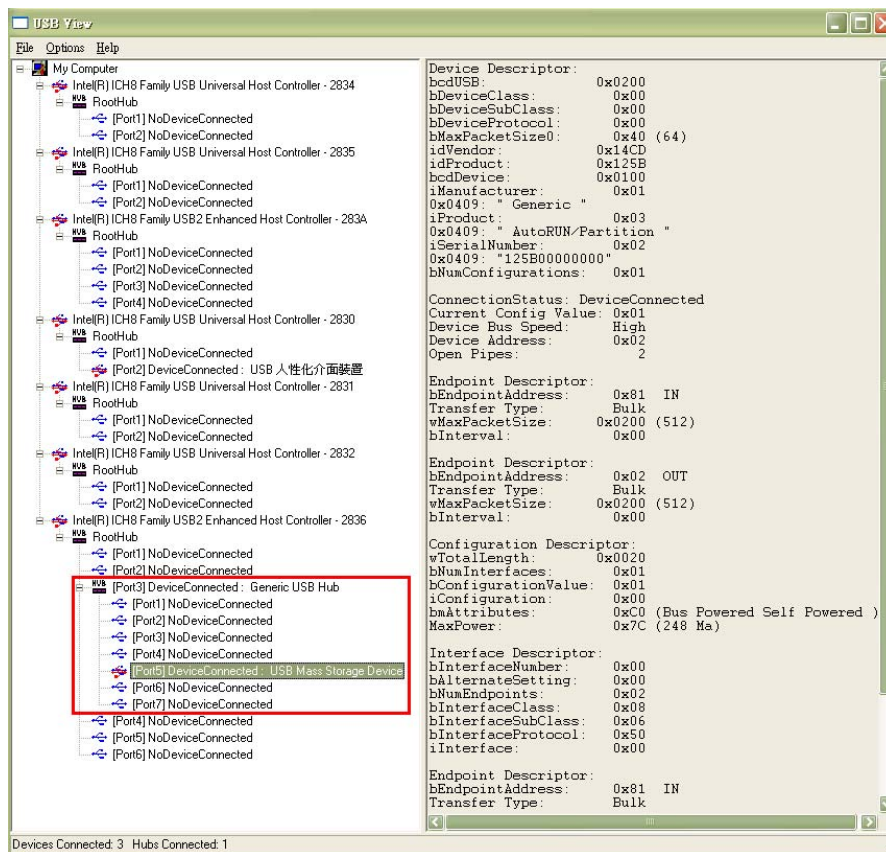 USB View
File Options Help
My Computer
Intel(R) ICH8 Family USB Universal Host Controller - 2834
HUB RootHub
[Port1] NoDeviceConnected
[Port2] NoDeviceConnected
Intel(R) ICH8 Family USB Universal Host Controller - 2835
HUB RootHub
[Port1] NoDeviceConnected
[Port2] NoDeviceConnected
Intel(R) ICH8 Family USB2 Enhanced Host Controller - 283A
HUB RootHub
[Port1] NoDeviceConnected
[Port2] NoDeviceConnected
[Port3] NoDeviceConnected
[Port4] NoDeviceConnected
Intel(R) ICH8 Family USB Universal Host Controller - 2830
HUB RootHub
[Port1] NoDeviceConnected
[Port2] DeviceConnected : USB 人性化介面裝置
Intel(R) ICH8 Family USB Universal Host Controller - 2831
HUB RootHub
[Port1] NoDeviceConnected
[Port2] NoDeviceConnected
Intel(R) ICH8 Family USB Universal Host Controller - 2832
HUB RootHub
[Port1] NoDeviceConnected
[Port2] NoDeviceConnected
Intel(R) ICH8 Family USB2 Enhanced Host Controller - 2836
HUB RootHub
[Port1] NoDeviceConnected
[Port2] NoDeviceConnected
HUB [Port3] DeviceConnected : Generic USB Hub
[Port1] NoDeviceConnected
[Port2] NoDeviceConnected
[Port3] NoDeviceConnected
[Port4] NoDeviceConnected
[Port5] DeviceConnected : USB Mass Storage Device
[Port6] NoDeviceConnected
[Port7] NoDeviceConnected
[Port4] NoDeviceConnected
[Port5] NoDeviceConnected
[Port6] NoDeviceConnected
Device Descriptor:
bcdUSB: 0x0200
bDeviceClass: 0x00
bDeviceSubClass: 0x00
bDeviceProtocol: 0x00
bMaxPacketSize0: 0x40 (64)
idVendor: 0x14CD
idProduct: 0x125B
bcdDevice: 0x0100
iManufacturer: 0x01
0x0409: " Generic "
iProduct: 0x03
0x0409: " AutoRUN/Partition "
iSerialNumber: 0x02
0x0409: "125B00000000"
bNumConfigurations: 0x01
ConnectionStatus: DeviceConnected
Current Config Value: 0x01
Device Bus Speed: High
Device Address: 0x02
Open Pipes: 2
Endpoint Descriptor:
bEndpointAddress: 0x81 IN
Transfer Type: Bulk
wMaxPacketSize: 0x0200 (512)
bInterval: 0x00
Endpoint Descriptor:
bEndpointAddress: 0x02 OUT
Transfer Type: Bulk
wMaxPacketSize: 0x0200 (512)
bInterval: 0x00
Configuration Descriptor:
wTotalLength: 0x0020
bNumInterfaces: 0x01
bConfigurationValue: 0x01
iConfiguration: 0x00
bmAttributes: 0xC0 (Bus Powered Self Powered )
MaxPower: 0x7C (248 Ma)
Interface Descriptor:
bInterfaceNumber: 0x00
bAlternateSetting: 0x00
bNumEndpoints: 0x02
bInterfaceClass: 0x08
bInterfaceSubClass: 0x06
bInterfaceProtocol: 0x50
iInterface: 0x00
Endpoint Descriptor:
bEndpointAddress: 0x81 IN
Transfer Type: Bulk
Devices Connected: 3 Hubs Connected: 1